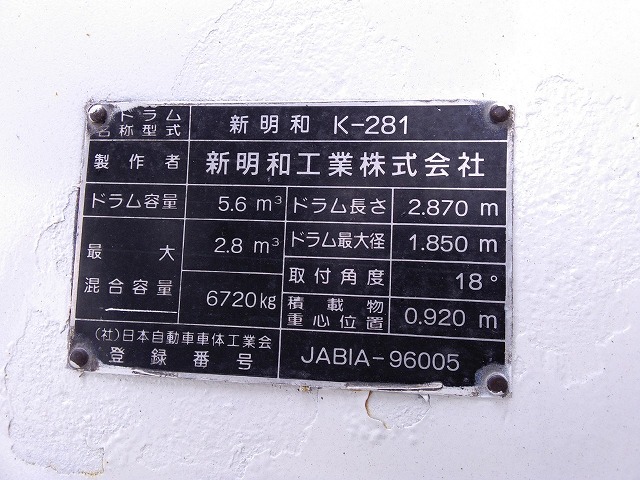 ドラム
名称型式
新明和 K-281
製作者
新明和工業株式会社
ドラム容量
5.6 m³
ドラム長さ
2.870 m
最大
混合容量
2.8 m³
6720kg
ドラム最大径
1.850 m
取付角度
18°
積載物
重心位置
0.920 m
(社)日本自動車車体工業会
登録番号
JABIA-96005